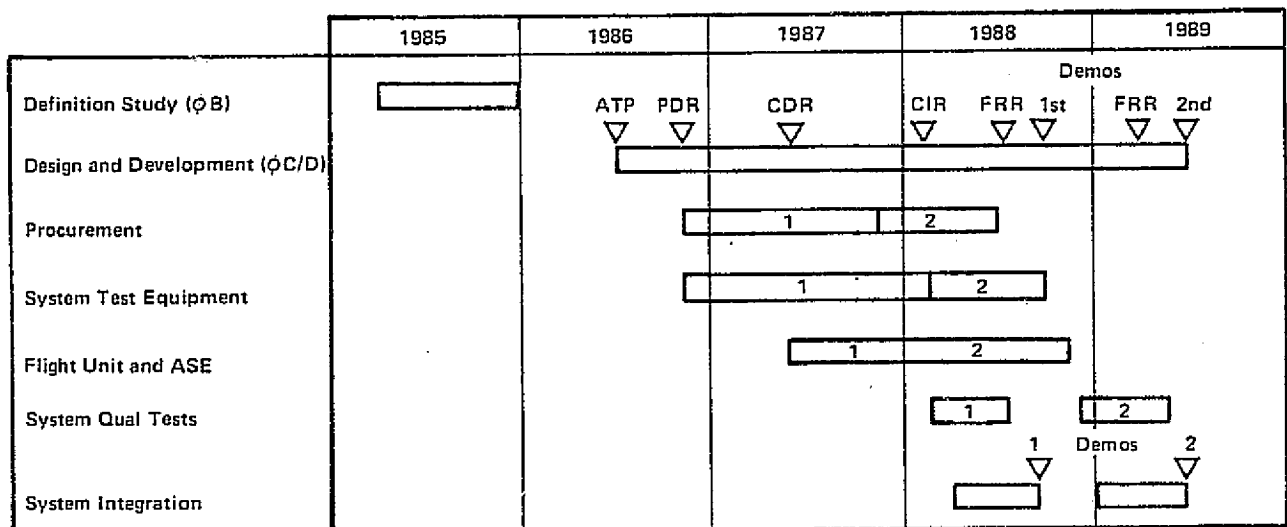 1985 1986 1987 1988 1989
Demos
Definition Study (ϕB)
ATP PDR CDR CIR FRR 1st FRR 2nd
Design and Development (ϕC/D)
Procurement 1 2
System Test Equipment 1 2
Flight Unit and ASE 1 2
System Qual Tests 1 2
1 Demos 2
System Integration